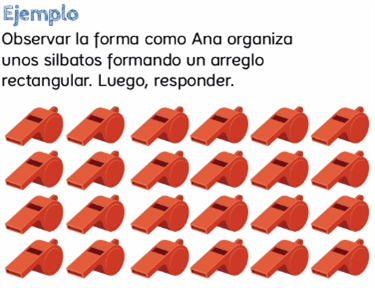 Ejemplo
Observar la forma como Ana organiza
unos silbatos formando un arreglo
rectangular. Luego, responder.